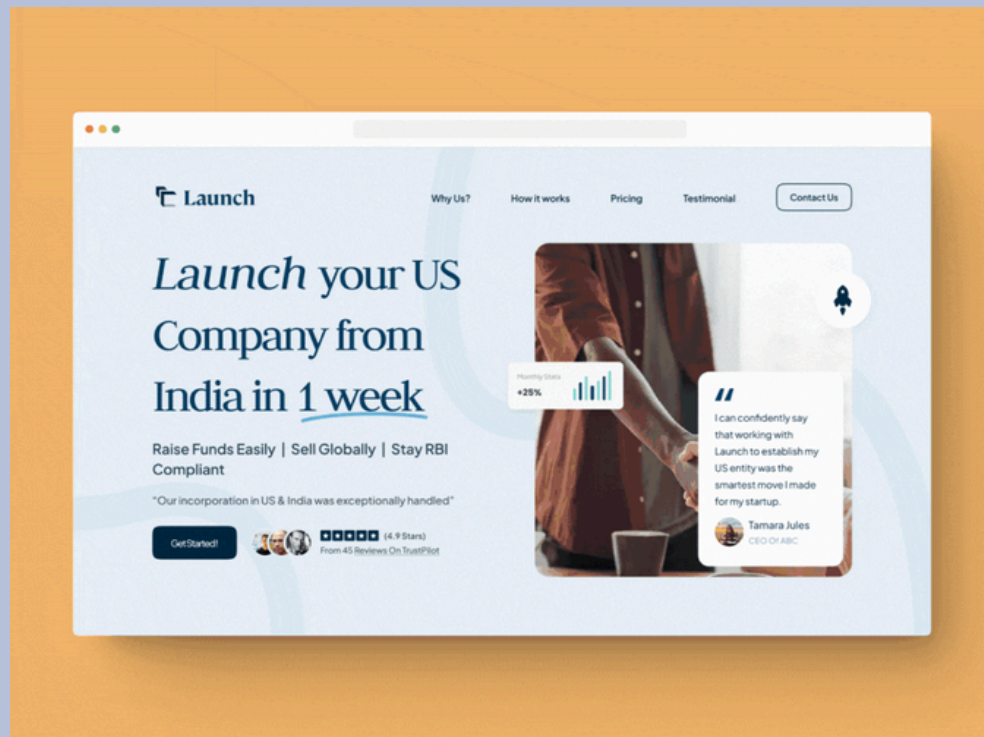 Launch
Why Us?
How it works
Pricing
Testimonial
Contact Us
Launch your US
Company from
India in 1 week
Raise Funds Easily | Sell Globally | Stay RBI
Compliant
"Our incorporation in US & India was exceptionally handled"
Get Started!
(4.9 Stars)
From 45 Reviews On TrustPilot
Monthly Stats
+25%
I can confidently say
that working with
Launch to establish my
US entity was the
smartest move I made
for my startup.
Tamara Jules
CEO Of ABC